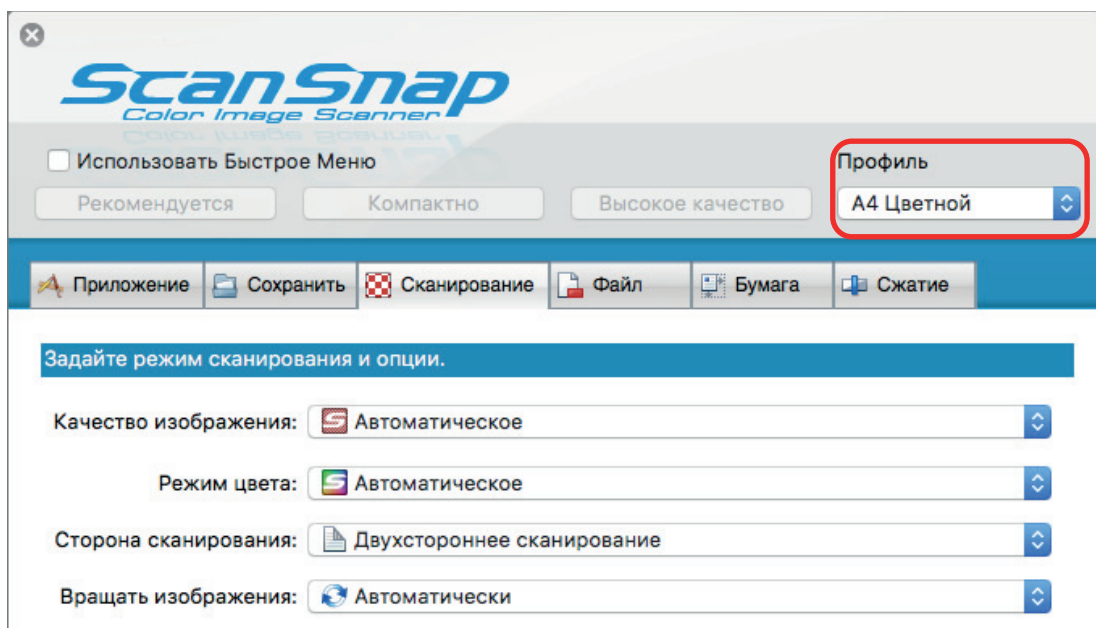 ScanSnap
Color Image Scanner
Использовать Быстрое Меню
Профиль
Рекомендуется Компактно Высокое качество А4 Цветной
Приложение Сохранить Сканирование Файл Бумага Сжатие
Задайте режим сканирования и опции.
Качество изображения: Автоматическое
Режим цвета: Автоматическое
Сторона сканирования: Двухстороннее сканирование
Вращать изображения: Автоматически